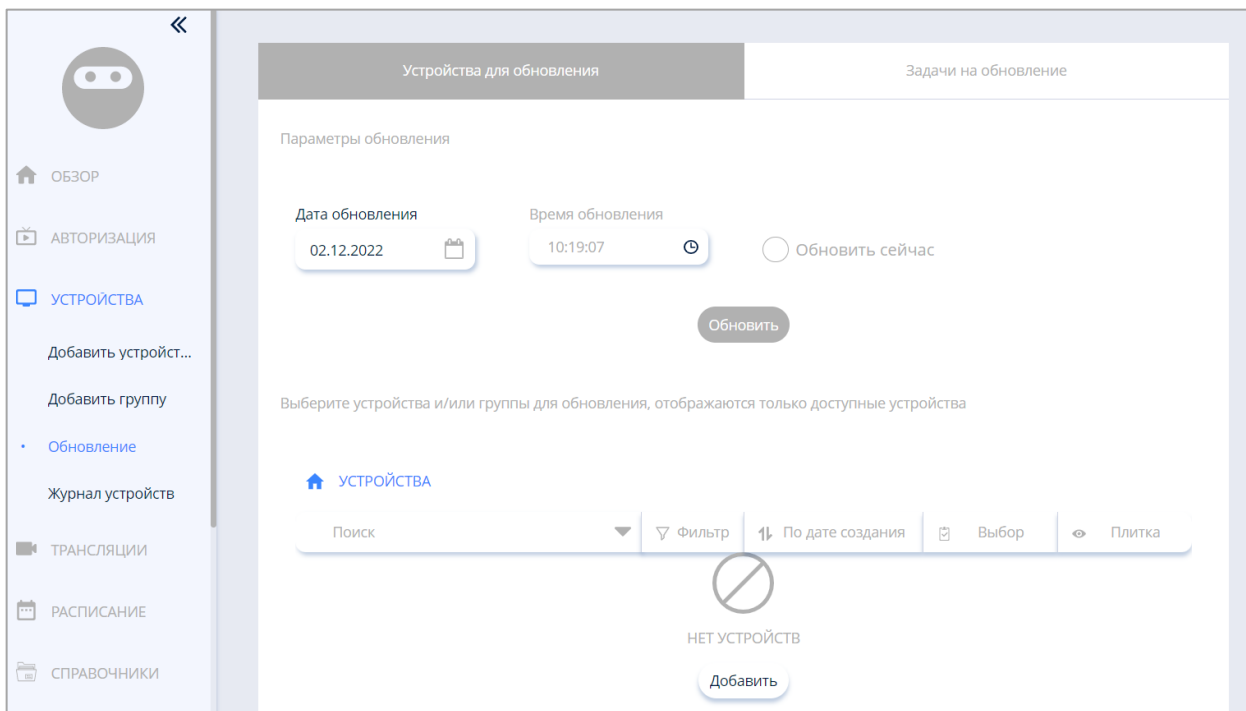 ОБЗОР
АВТОРИЗАЦИЯ
УСТРОЙСТВА
Добавить устройст...
Добавить группу
Обновление
Журнал устройств
ТРАНСЛЯЦИИ
РАСПИСАНИЕ
СПРАВОЧНИКИ
Устройства для обновления
Задачи на обновление
Параметры обновления
Дата обновления
Время обновления
02.12.2022
10:19:07
Обновить сейчас
Обновить
Выберите устройства и/или группы для обновления, отображаются только доступные устройства
УСТРОЙСТВА
Поиск
Фильтр
По дате создания
Выбор
Плитка
НЕТ УСТРОЙСТВ
Добавить